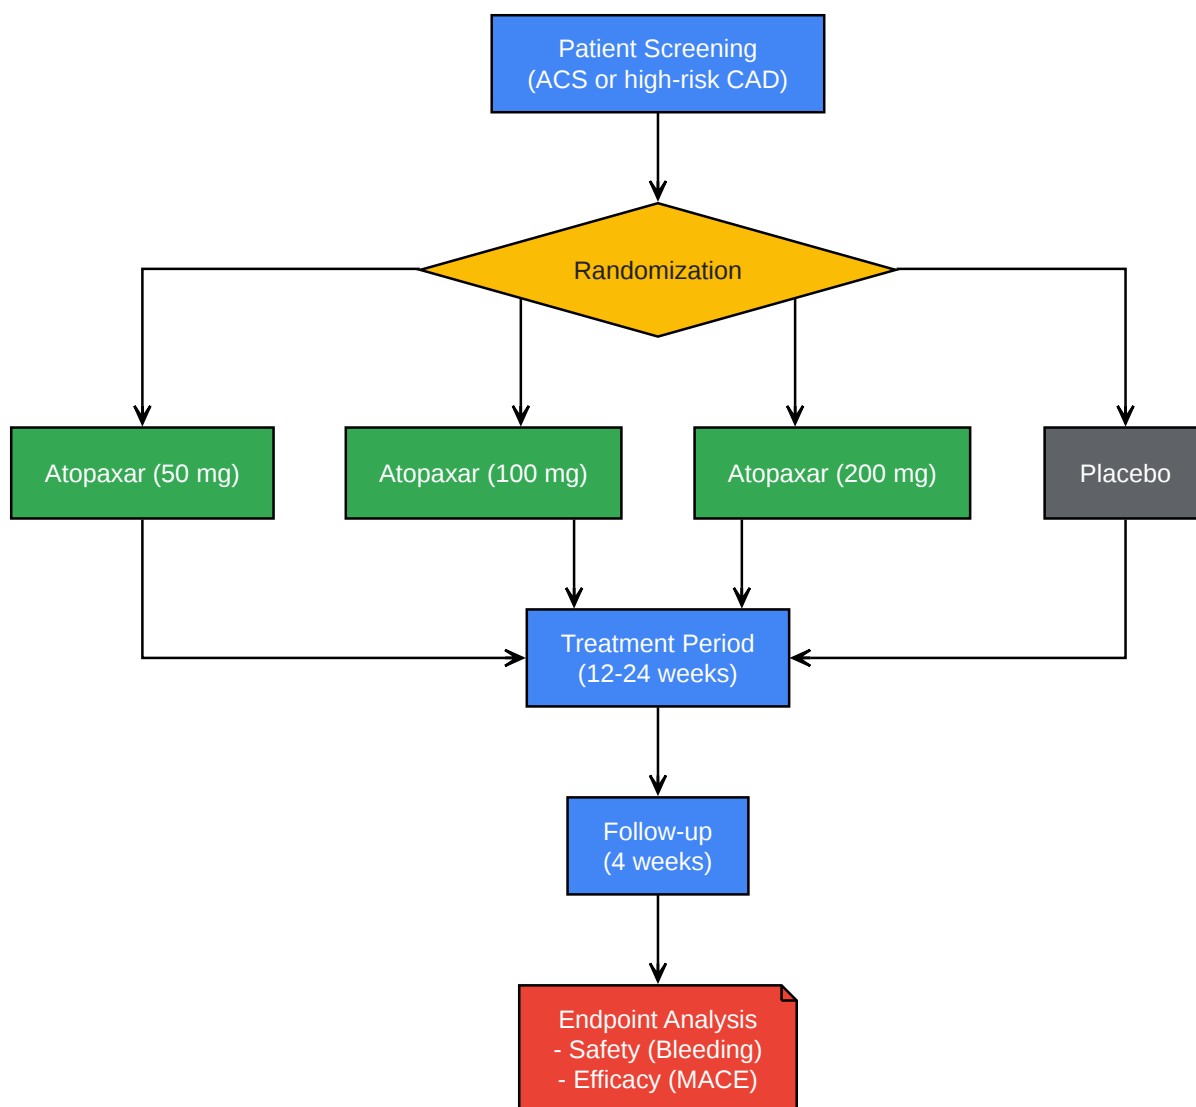 Patient Screening
(ACS or high-risk CAD)
Randomization
Atopaxar (50 mg)
Atopaxar (100 mg)
Atopaxar (200 mg)
Placebo
Treatment Period
(12-24 weeks)
Follow-up
(4 weeks)
Endpoint Analysis
- Safety (Bleeding)
- Efficacy (MACE)